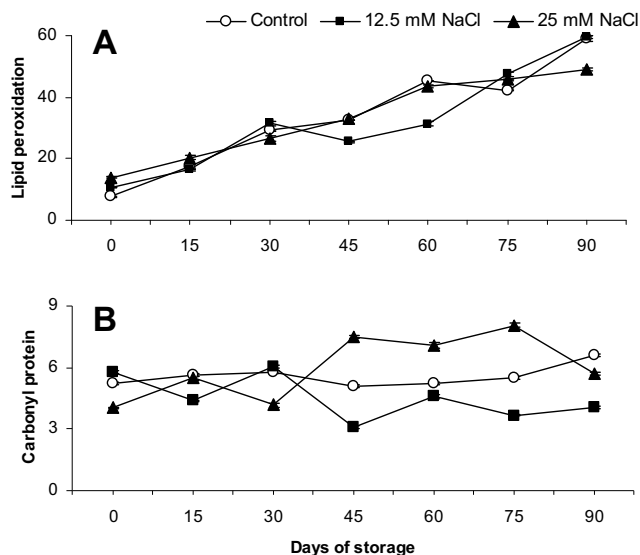 Control 12.5 mM NaCl 25 mM NaCl
A
Lipid peroxidation
60
40
20
0
0 15 30 45 60 75 90
B
Carbonyl protein
9
6
3
0
0 15 30 45 60 75 90
Days of storage